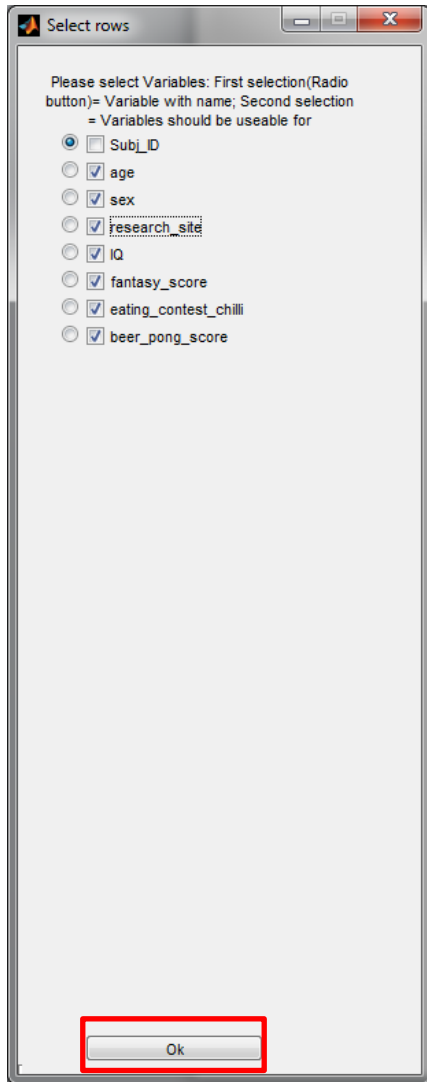 Select rows
Please select Variables: First selection(Radio
button)= Variable with name; Second selection
= Variables should be useable for
Subj_ID
age
sex
research_site
IQ
fantasy_score
eating_contest_chilli
beer_pong_score
Ok